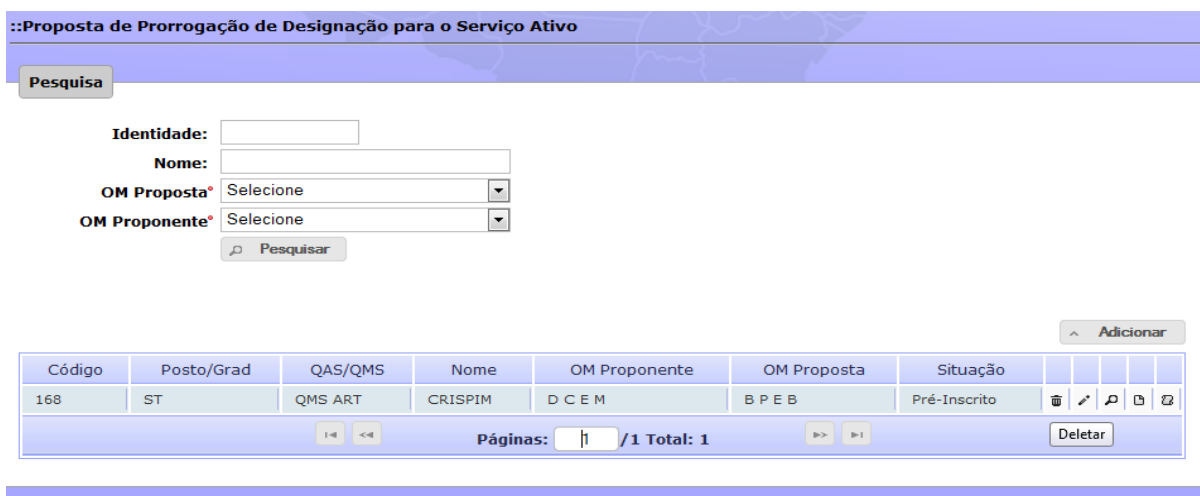 ::Proposta de Prorrogação de Designação para o Serviço Ativo
Pesquisa
Identidade:
Nome:
OM Proposta° Selecione
OM Proponente° Selecione
Pesquisar
Adicionar
Código Posto/Grad QAS/QMS Nome OM Proponente OM Proposta Situação
168 ST QMS ART CRISPIM D C E M B P E B Pré-Inscrito
Páginas: 1 /1 Total: 1 Deletar